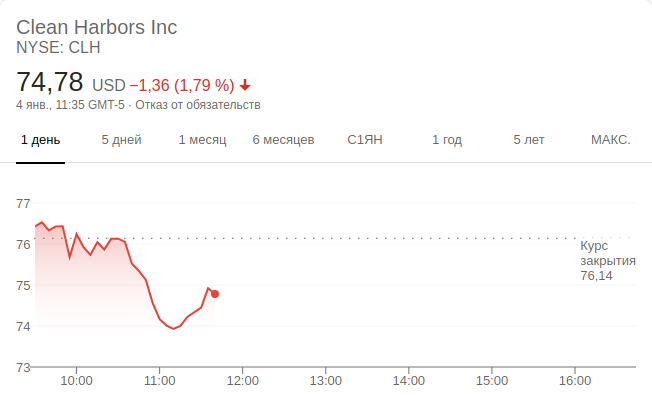 Clean Harbors Inc
NYSE: CLH
74,78 USD −1,36 (1,79 %)
4 янв., 11:35 GMT-5 · Отказ от обязательств
1 день 5 дней 1 месяц 6 месяцев С1ЯН 1 год 5 лет МАКС.
77
76
75
74
73
Курс
закрытия
76,14
10:00 11:00 12:00 13:00 14:00 15:00 16:00